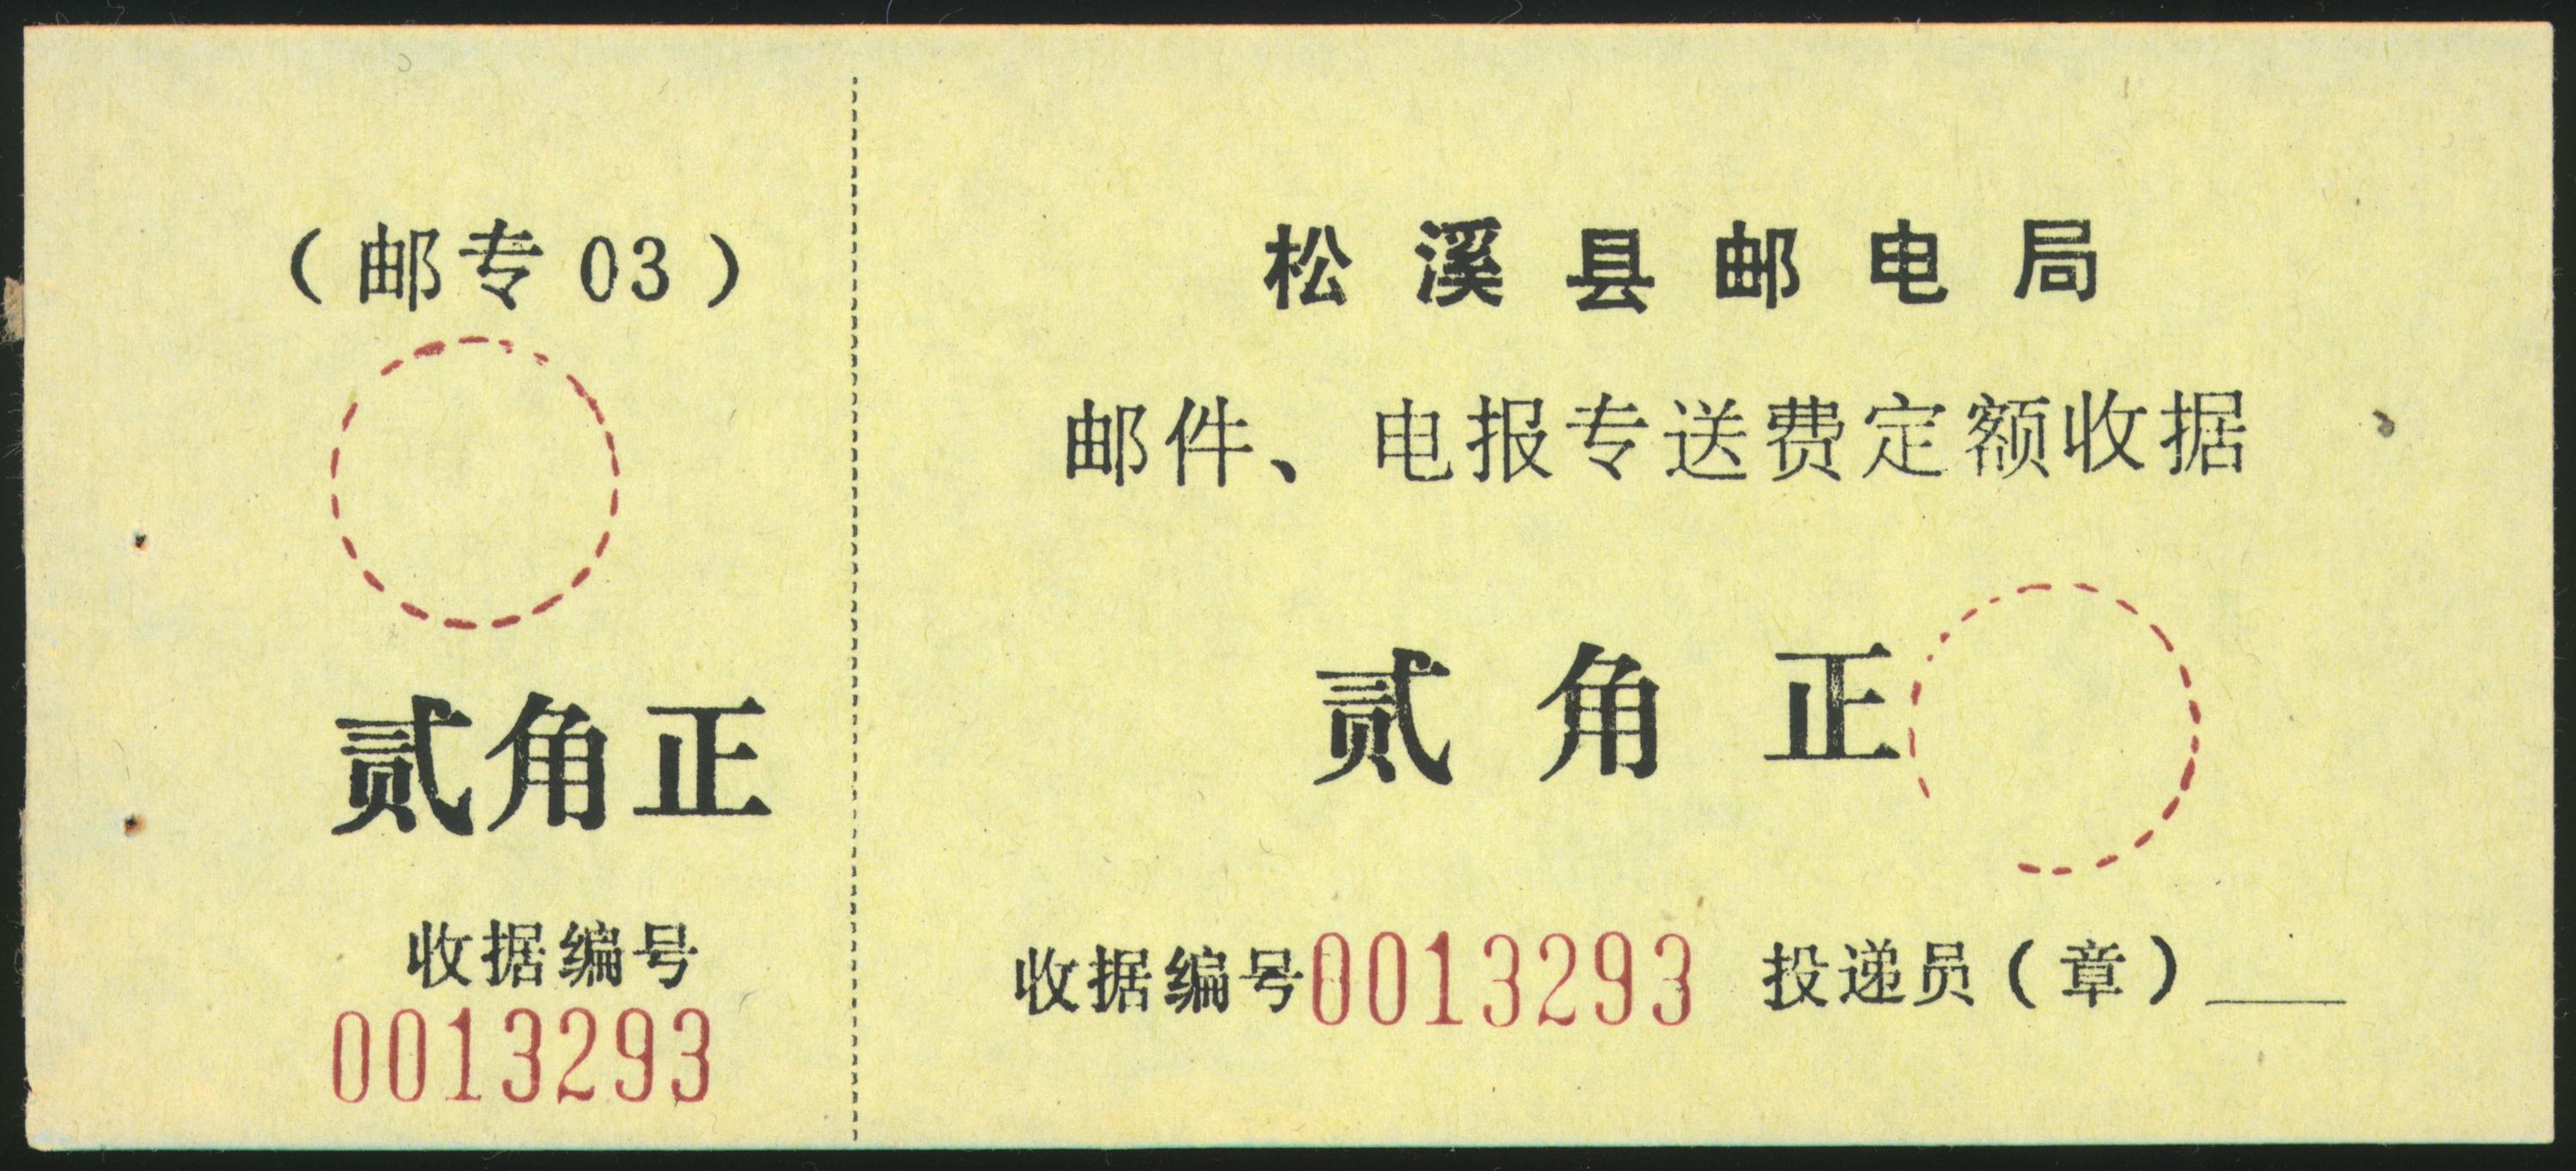 （邮专03）
贰角正
收据编号
0013293
松溪县邮电局
邮件、电报专送费定额收据
贰角正
收据编号0013293 投递员（章）___